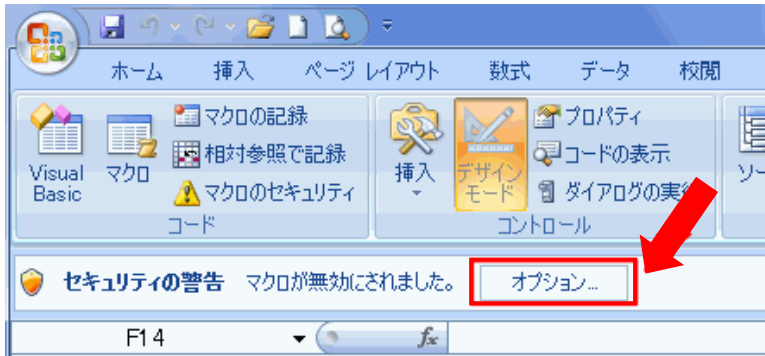 ホーム 挿入 ページ レイアウト 数式 データ 校閲
Visual Basic
マクロ
マクロの記録
相対参照で記録
マクロのセキュリティ
コード
挿入
デザイン
モード
プロパティ
コードの表示
ダイアログの実
コントロール
ソー
セキュリティの警告 マクロが無効にされました。 オプション...
F14 fx